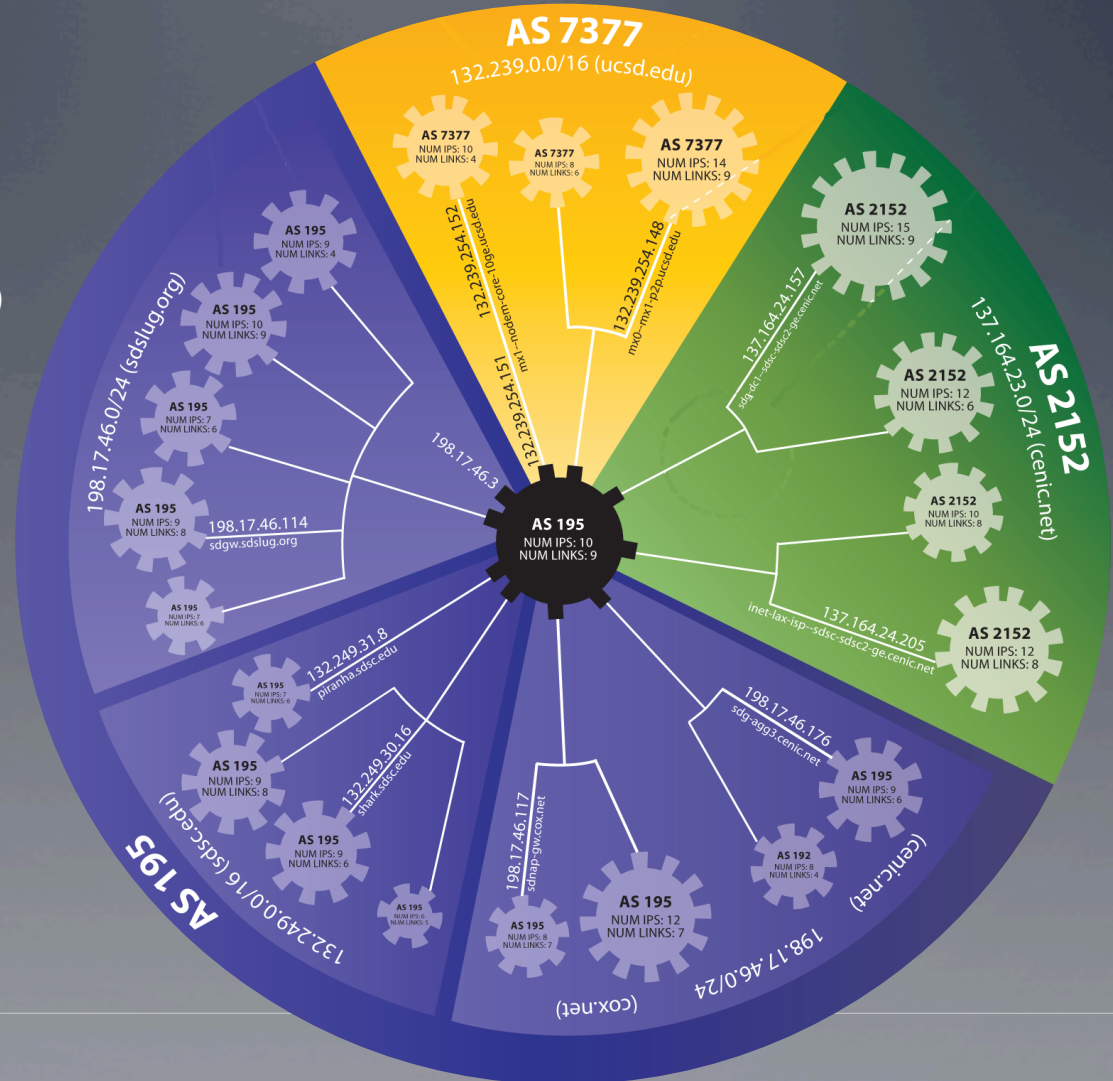 AS 7377
132.239.0.0/16 (ucsd.edu)
AS 7377
NUM IPS: 10
NUM LINKS: 4
AS 7377
NUM IPS: 8
NUM LINKS: 6
AS 7377
NUM IPS: 14
NUM LINKS: 9
132.239.254.152
mx1--nodem-core-10ge.ucsd.edu
132.239.254.151
132.239.254.148
mx0--mx1-p2p.ucsd.edu
AS 2152
137.164.23.0/24 (cenic.net)
AS 2152
NUM IPS: 15
NUM LINKS: 9
137.164.24.157
sdg-dc1--sdsc-sdsc2-ge.cenic.net
AS 2152
NUM IPS: 12
NUM LINKS: 6
AS 2152
NUM IPS: 10
NUM LINKS: 8
137.164.24.205
inet-lax-isp--sdsc-sdsc2-ge.cenic.net
AS 2152
NUM IPS: 12
NUM LINKS: 8
198.17.46.0/24 (sdslug.org)
AS 195
NUM IPS: 9
NUM LINKS: 4
AS 195
NUM IPS: 10
NUM LINKS: 9
AS 195
NUM IPS: 7
NUM LINKS: 6
198.17.46.3
AS 195
NUM IPS: 9
NUM LINKS: 8
198.17.46.114
sdgw.sdslug.org
AS 195
NUM IPS: 7
NUM LINKS: 6
AS 195
NUM IPS: 10
NUM LINKS: 9
AS 195
132.249.0.0/16 (sdsc.edu)
132.249.31.8
piranha.sdsc.edu
AS 195
NUM IPS: 7
NUM LINKS: 6
AS 195
NUM IPS: 9
NUM LINKS: 8
132.249.30.16
shark.sdsc.edu
AS 195
NUM IPS: 9
NUM LINKS: 6
AS 195
NUM IPS: 6
NUM LINKS: 5
198.17.46.117
sdnap-gw.cox.net
AS 195
NUM IPS: 8
NUM LINKS: 7
AS 195
NUM IPS: 12
NUM LINKS: 7
198.17.46.176
sdg-agg3.cenic.net
AS 195
NUM IPS: 9
NUM LINKS: 6
AS 192
NUM IPS: 8
NUM LINKS: 4
(cenic.net)
198.17.46.0/24
(cox.net)